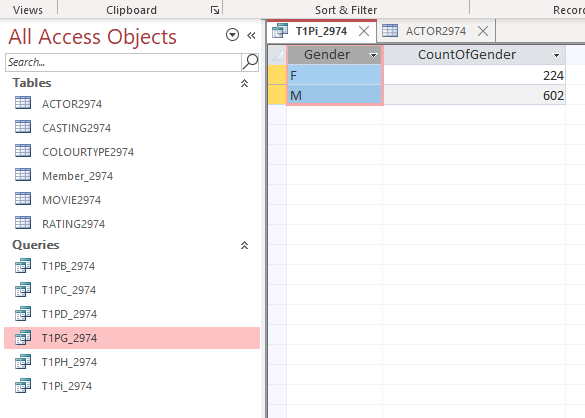 Views
Clipboard
Sort & Filter
Recor
All Access Objects
Search...
Tables
ACTOR2974
CASTING2974
COLOURTYPE2974
Member_2974
MOVIE2974
RATING2974
Queries
T1PB_2974
T1PC_2974
T1PD_2974
T1PG_2974
T1PH_2974
T1Pi_2974
T1Pi_2974 ACTOR2974
Gender CountOfGender
F 224
M 602